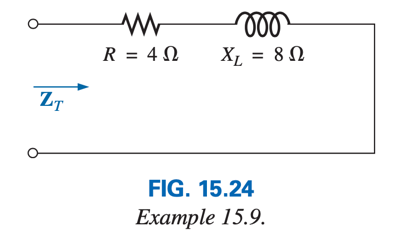 R = 4 Ω X_L = 8 Ω
Z_T
FIG. 15.24
Example 15.9.